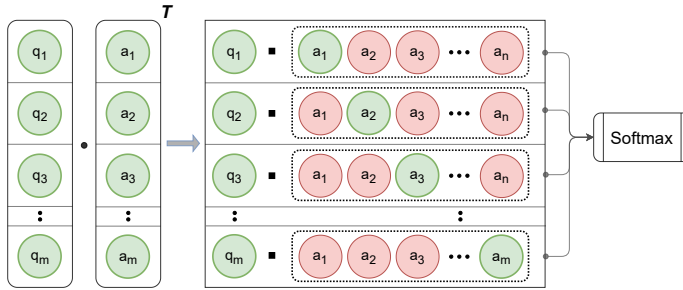 T
q1 a1 q1 a1 a2 a3 ... an
q2 a2 q2 a1 a2 a3 ... an
Softmax
q3 a3 q3 a1 a2 a3 ... an
qm am qm a1 a2 a3 ... am